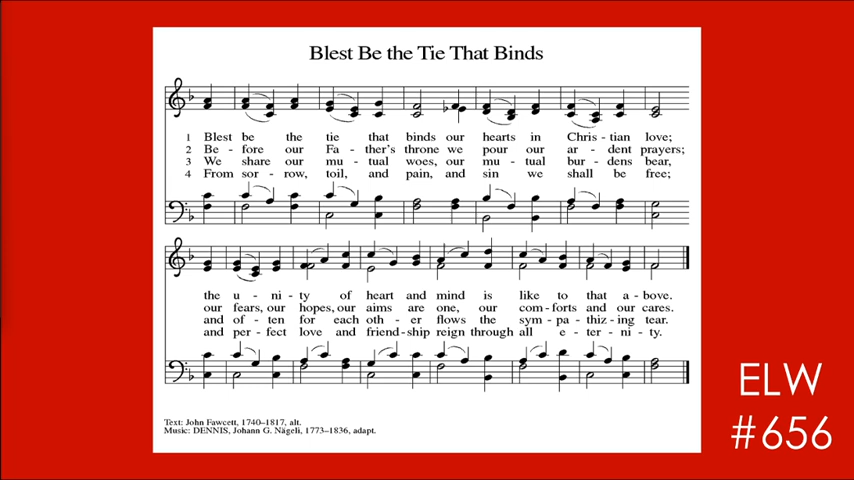 Blest Be the Tie That Binds
1 Blest be the tie that binds our hearts in Chris - tian love;
2 Be - fore our Fa - ther's throne we pour our ar - dent prayers;
3 We share our mu - tual woes, our mu - tual bur - dens bear,
4 From sor - row, toil, and pain, and sin we shall be free;
the u - ni - ty of heart and mind is like to that a - bove.
our fears, our hopes, our aims are one, our com - forts and our cares.
and of - ten for each oth - er flows the sym - pa - thiz - ing tear.
and per - fect love and friend - ship reign through all e - ter - ni - ty.
Text: John Fawcett, 1740–1817, alt.
Music: DENNIS, Johann G. Nägeli, 1773–1836, adapt.
ELW
#656